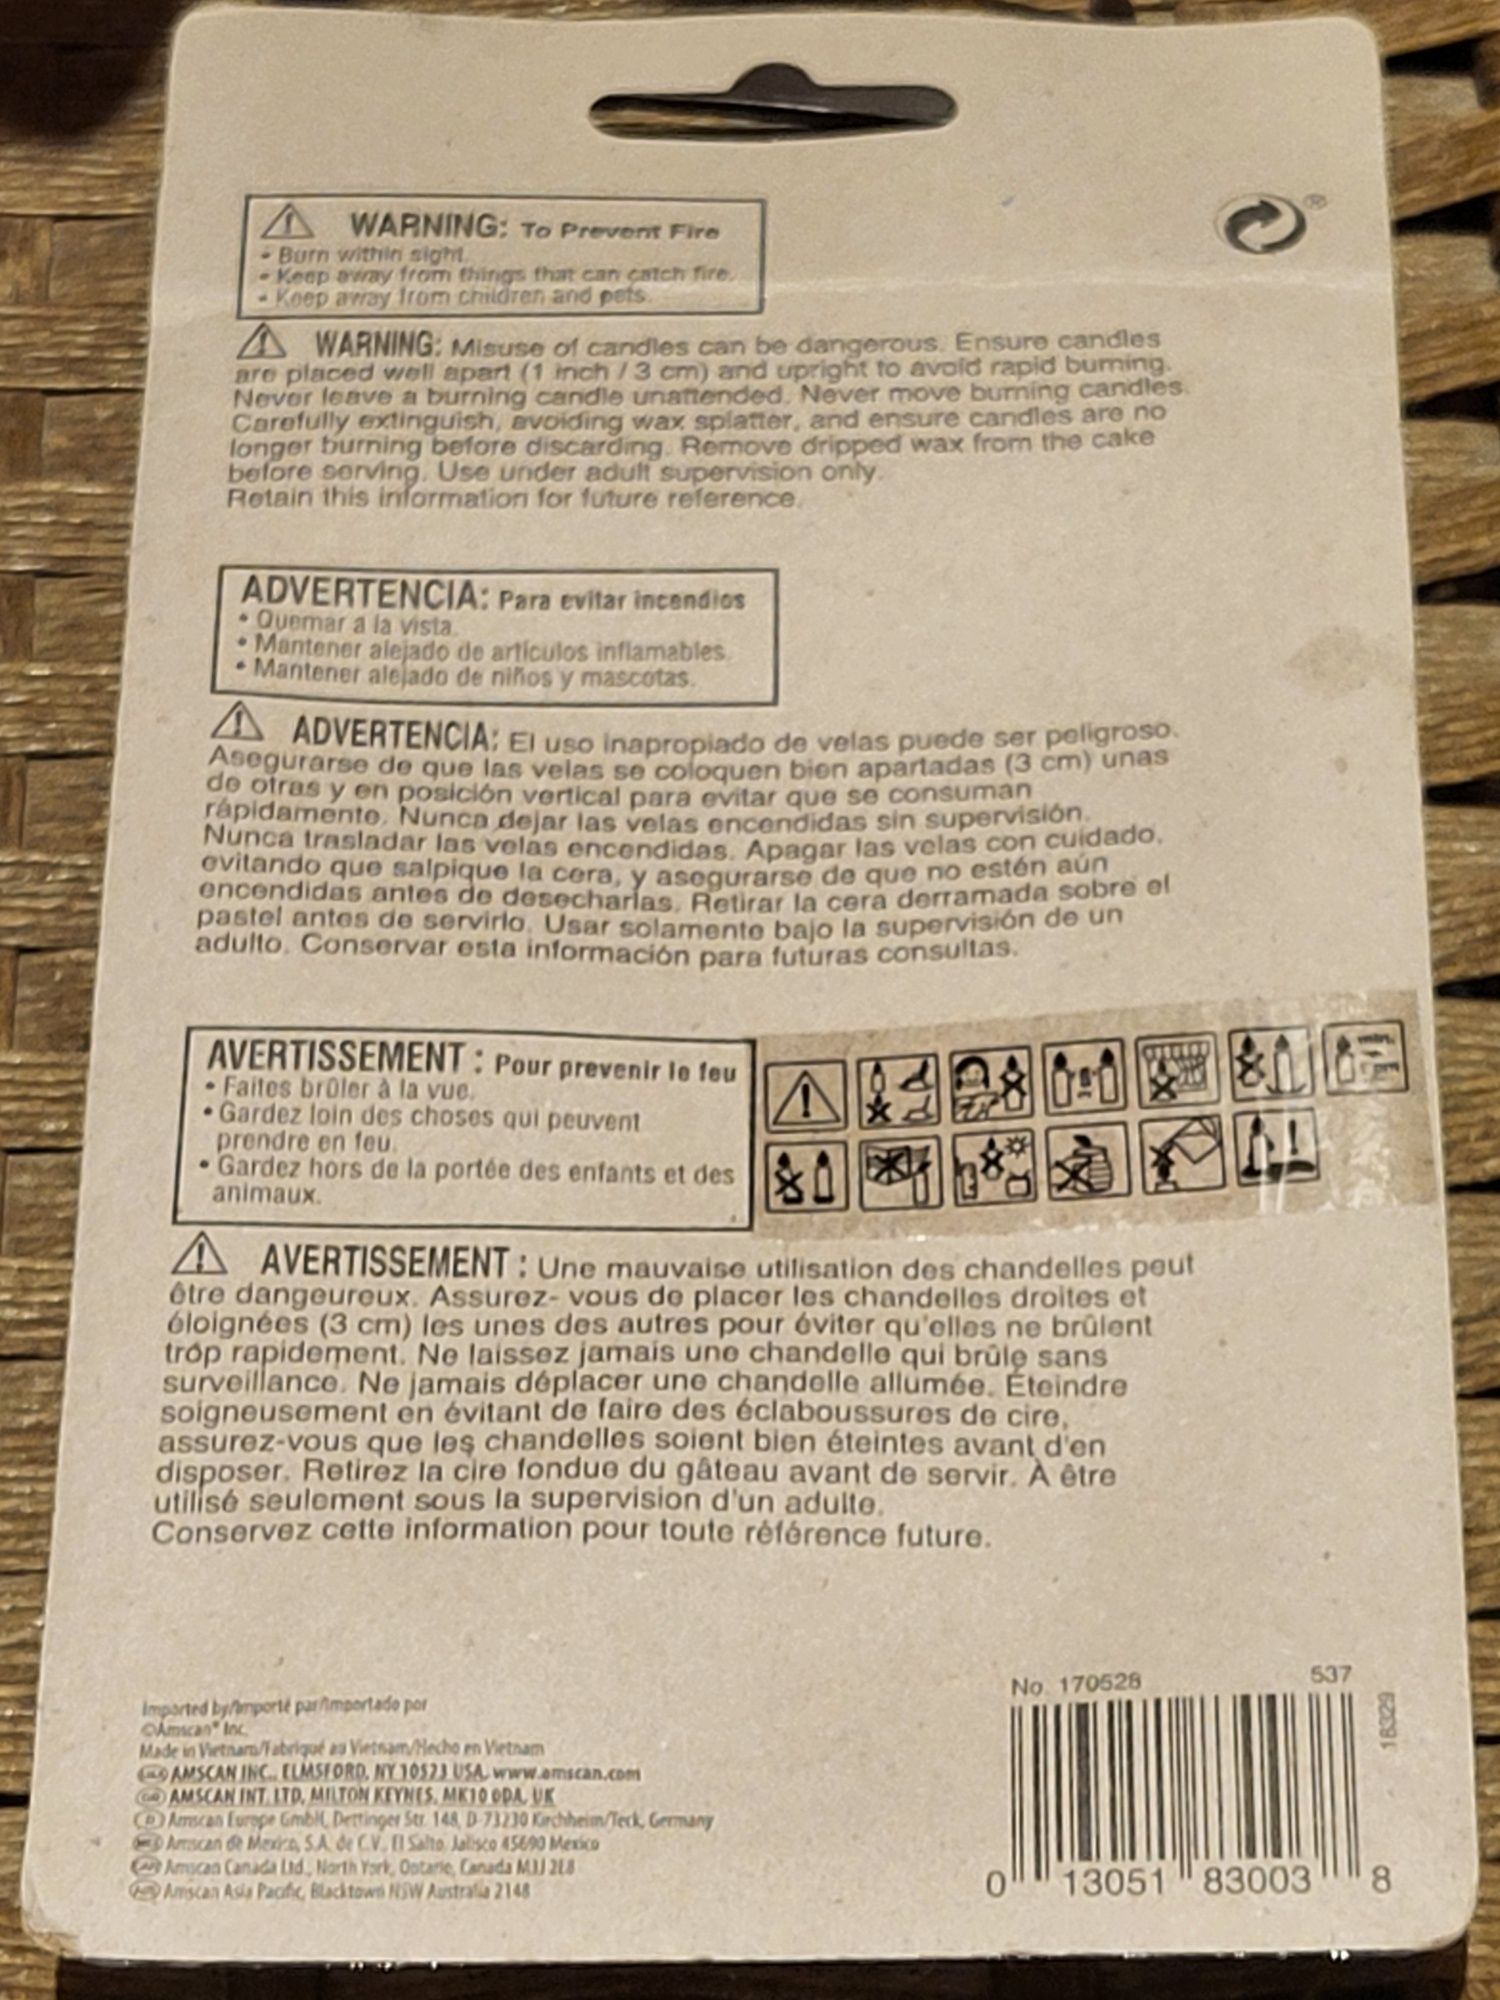 ⚠ WARNING: To Prevent Fire
• Burn within sight.
• Keep away from things that can catch fire.
• Keep away from children and pets.
⚠ WARNING: Misuse of candles can be dangerous. Ensure candles
are placed well apart (1 inch / 3 cm) and upright to avoid rapid burning.
Never leave a burning candle unattended. Never move burning candles.
Carefully extinguish, avoiding wax splatter, and ensure candles are no
longer burning before discarding. Remove dripped wax from the cake
before serving. Use under adult supervision only.
Retain this information for future reference.
ADVERTENCIA: Para evitar incendios
• Quemar a la vista.
• Mantener alejado de artículos inflamables.
• Mantener alejado de niños y mascotas.
⚠ ADVERTENCIA: El uso inapropiado de velas puede ser peligroso.
Asegurarse de que las velas se coloquen bien apartadas (3 cm) unas
de otras y en posición vertical para evitar que se consuman
rápidamente. Nunca dejar las velas encendidas sin supervisión.
Nunca trasladar las velas encendidas. Apagar las velas con cuidado,
evitando que salpique la cera, y asegurarse de que no estén aún
encendidas antes de desecharlas. Retirar la cera derramada sobre el
pastel antes de servirlo. Usar solamente bajo la supervisión de un
adulto. Conservar esta información para futuras consultas.
AVERTISSEMENT : Pour prevenir le feu
• Faites brûler à la vue.
• Gardez loin des choses qui peuvent
prendre en feu.
• Gardez hors de la portée des enfants et des
animaux.
⚠ AVERTISSEMENT : Une mauvaise utilisation des chandelles peut
être dangeureux. Assurez- vous de placer les chandelles droites et
éloignées (3 cm) les unes des autres pour éviter qu'elles ne brûlent
tróp rapidement. Ne laissez jamais une chandelle qui brûle sans
surveillance. Ne jamais déplacer une chandelle allumée. Éteindre
soigneusement en évitant de faire des éclaboussures de cire,
assurez-vous que les chandelles soient bien éteintes avant d'en
disposer. Retirez la cire fondue du gâteau avant de servir. À être
utilisé seulement sous la supervision d'un adulte.
Conservez cette information pour toute référence future.
Imported by/Importé par/Importado por
©Amscan® Inc.
Made in Vietnam/Fabriqué au Vietnam/Hecho en Vietnam
USA AMSCAN INC., ELMSFORD, NY 10523 USA, www.amscan.com
GB AMSCAN INT. LTD, MILTON KEYNES, MK10 0DA, UK
D Amscan Europe GmbH, Dettinger Str. 148, D-73230 Kirchheim/Teck, Germany
Amscan de Mexico, S.A. de C.V. El Salto, Jalisco 45690 Mexico
Amscan Canada Ltd., North York, Ontario, Canada M3J 2E8
Amscan Asia Pacific, Blacktown NSW Australia 2148
No. 170528 537
18329
0 13051 83003 8